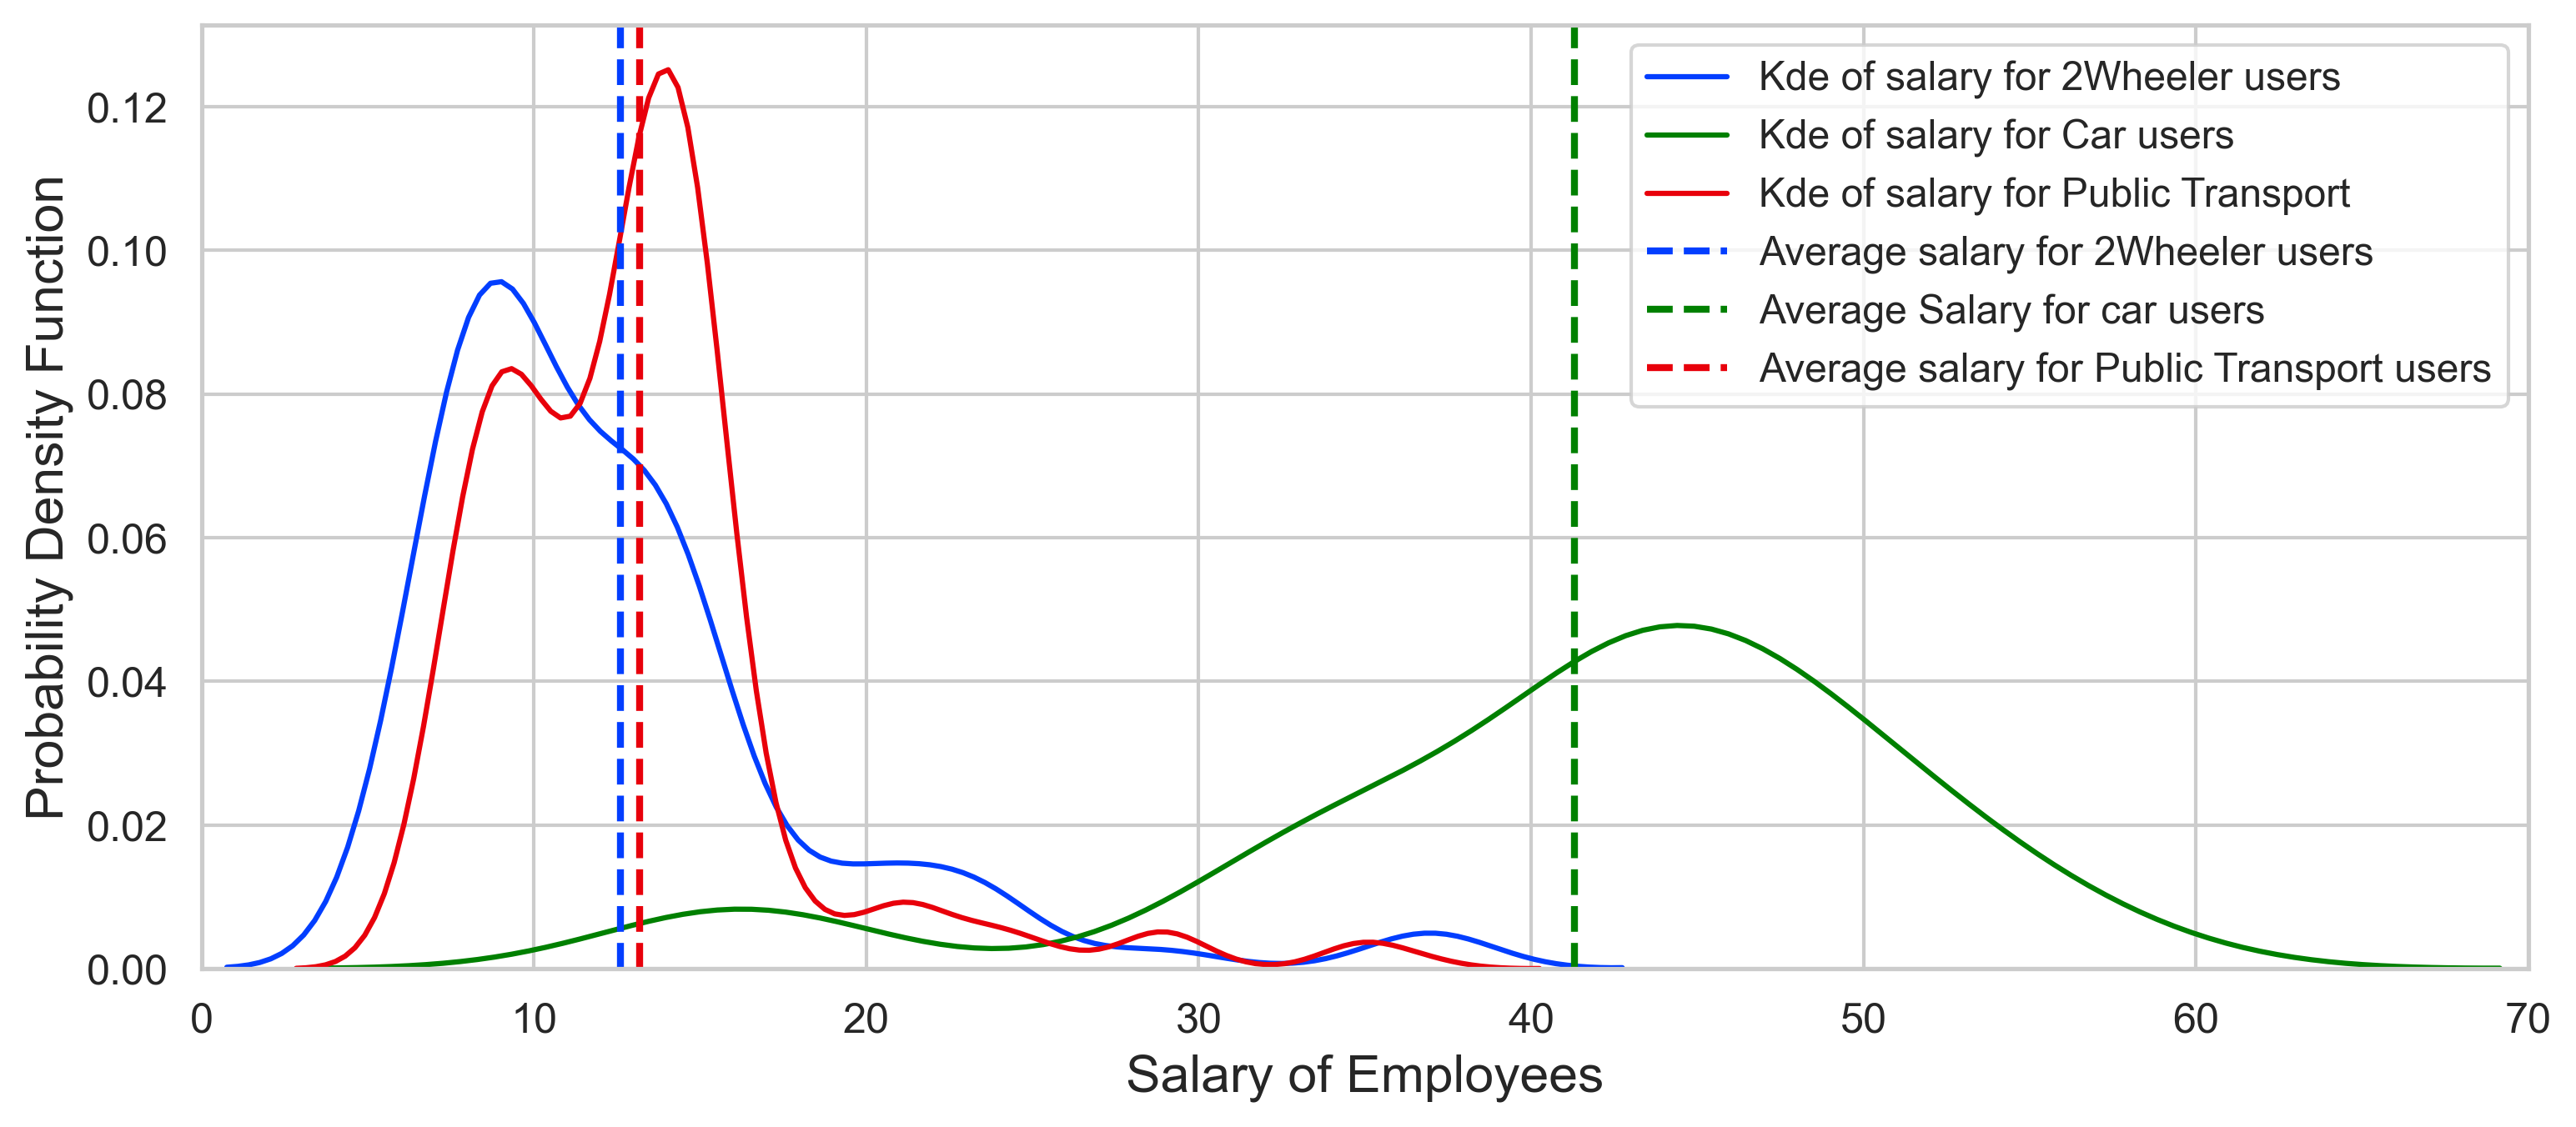 Probability Density Function
0.12
0.10
0.08
0.06
0.04
0.02
0.00
Kde of salary for 2Wheeler users
Kde of salary for Car users
Kde of salary for Public Transport
Average salary for 2Wheeler users
Average Salary for car users
Average salary for Public Transport users
0 10 20 30 40 50 60 70
Salary of Employees